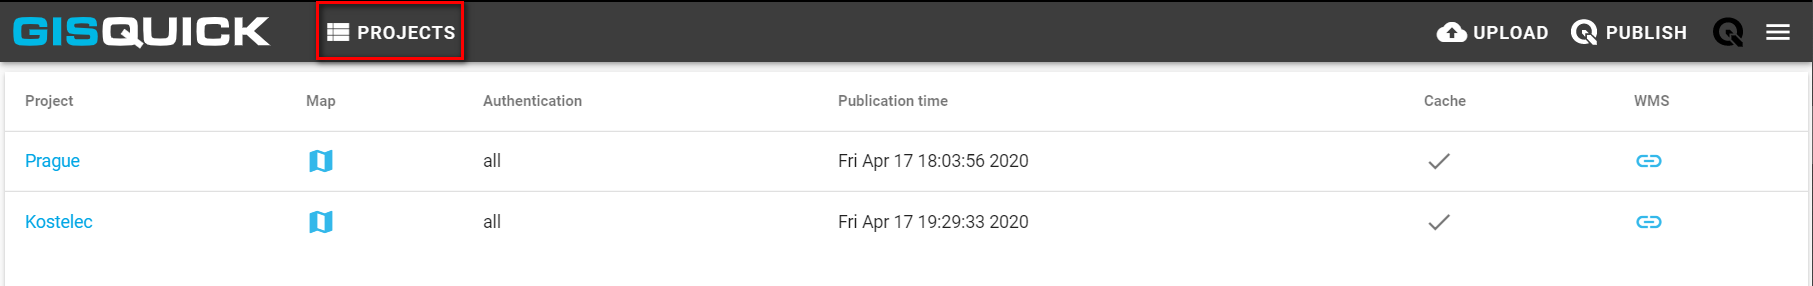 GISQUICK PROJECTS UPLOAD PUBLISH
Project Map Authentication Publication time Cache WMS
Prague all Fri Apr 17 18:03:56 2020
Kostelec all Fri Apr 17 19:29:33 2020